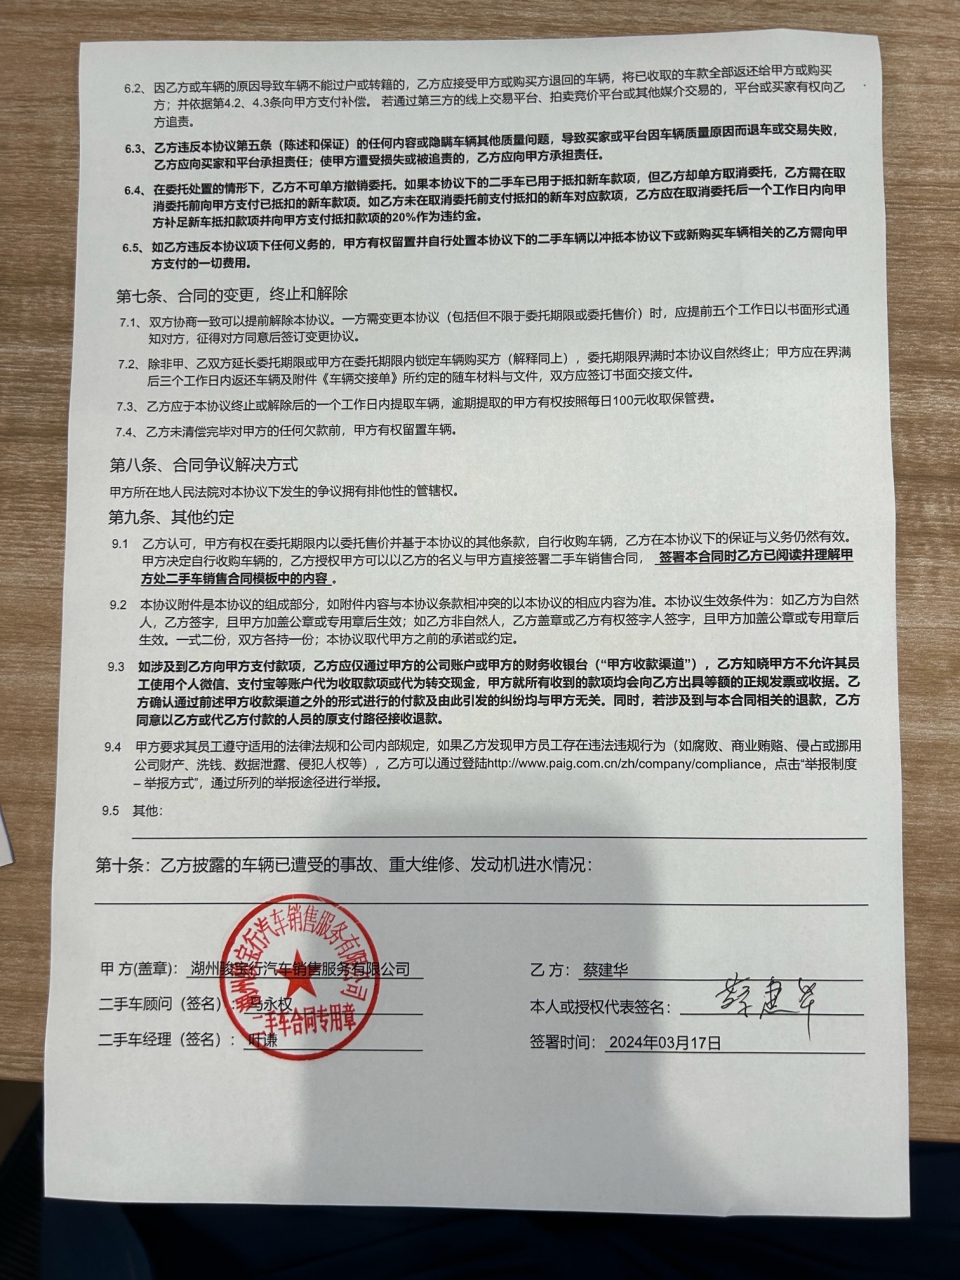 6.2、因乙方或车辆的原因导致车辆不能过户或转籍的，乙方应接受甲方或购买方退回的车辆，将已收取的车款全部返还给甲方或购买
方；并依据第4.2、4.3条向甲方支付补偿。 若通过第三方的线上交易平台、拍卖竞价平台或其他媒介交易的，平台或买家有权向乙
方追责。
6.3、乙方违反本协议第五条（陈述和保证）的任何内容或隐瞒车辆其他质量问题，导致买家或平台因车辆质量原因而退车或交易失败，
乙方应向买家和平台承担责任；使甲方遭受损失或被追责的，乙方应向甲方承担责任。
6.4、在委托处置的情形下，乙方不可单方撤销委托。如果本协议下的二手车已用于抵扣新车款项，但乙方却单方取消委托，乙方需在取
消委托前向甲方支付已抵扣的新车款项。如乙方未在取消委托前支付抵扣的新车对应款项，乙方应在取消委托后一个工作日内向甲
方补足新车抵扣款项并向甲方支付抵扣款项的20%作为违约金。
6.5、如乙方违反本协议项下任何义务的，甲方有权留置并自行处置本协议下的二手车辆以冲抵本协议下或新购买车辆相关的乙方需向甲
方支付的一切费用。
第七条、合同的变更，终止和解除
7.1、双方协商一致可以提前解除本协议。一方需变更本协议（包括但不限于委托期限或委托售价）时，应提前五个工作日以书面形式通
知对方，征得对方同意后签订变更协议。
7.2、除非甲、乙双方延长委托期限或甲方在委托期限内锁定车辆购买方（解释同上），委托期限界满时本协议自然终止；甲方应在界满
后三个工作日内返还车辆及附件《车辆交接单》所约定的随车材料与文件，双方应签订书面交接文件。
7.3、乙方应于本协议终止或解除后的一个工作日内提取车辆，逾期提取的甲方有权按照每日100元收取保管费。
7.4、乙方未清偿完毕对甲方的任何欠款前，甲方有权留置车辆。
第八条、合同争议解决方式
甲方所在地人民法院对本协议下发生的争议拥有排他性的管辖权。
第九条、其他约定
9.1 乙方认可，甲方有权在委托期限内以委托售价并基于本协议的其他条款，自行收购车辆，乙方在本协议下的保证与义务仍然有效。
甲方决定自行收购车辆的，乙方授权甲方可以以乙方的名义与甲方直接签署二手车销售合同， 签署本合同时乙方已阅读并理解甲
方处二手车销售合同模板中的内容 。
9.2 本协议附件是本协议的组成部分，如附件内容与本协议条款相冲突的以本协议的相应内容为准。本协议生效条件为：如乙方为自然
人，乙方签字，且甲方加盖公章或专用章后生效；如乙方非自然人，乙方盖章或乙方有权签字人签字，且甲方加盖公章或专用章后
生效。一式二份，双方各持一份；本协议取代甲方之前的承诺或约定。
9.3 如涉及到乙方向甲方支付款项，乙方应仅通过甲方的公司账户或甲方的财务收银台（“甲方收款渠道”），乙方知晓甲方不允许其员
工使用个人微信、支付宝等账户代为收取款项或代为转交现金，甲方就所有收到的款项均会向乙方出具等额的正规发票或收据。乙
方确认通过前述甲方收款渠道之外的形式进行的付款及由此引发的纠纷均与甲方无关。同时，若涉及到与本合同相关的退款，乙方
同意以乙方或代乙方付款的人员的原支付路径接收退款。
9.4 甲方要求其员工遵守适用的法律法规和公司内部规定，如果乙方发现甲方员工存在违法违规行为（如腐败、商业贿赂、侵占或挪用
公司财产、洗钱、数据泄露、侵犯人权等），乙方可以通过登陆http://www.paig.com.cn/zh/company/compliance，点击“举报制度
– 举报方式”，通过所列的举报途径进行举报。
9.5 其他：
第十条：乙方披露的车辆已遭受的事故、重大维修、发动机进水情况：
甲 方(盖章)： 湖州骏宝行汽车销售服务有限公司
二手车顾问（签名）：冯永权
二手车经理（签名）：叶谦
湖州骏宝行汽车销售服务有限公司
二手车合同专用章
乙 方： 蔡建华
本人或授权代表签名： 蔡建华
签署时间： 2024年03月17日